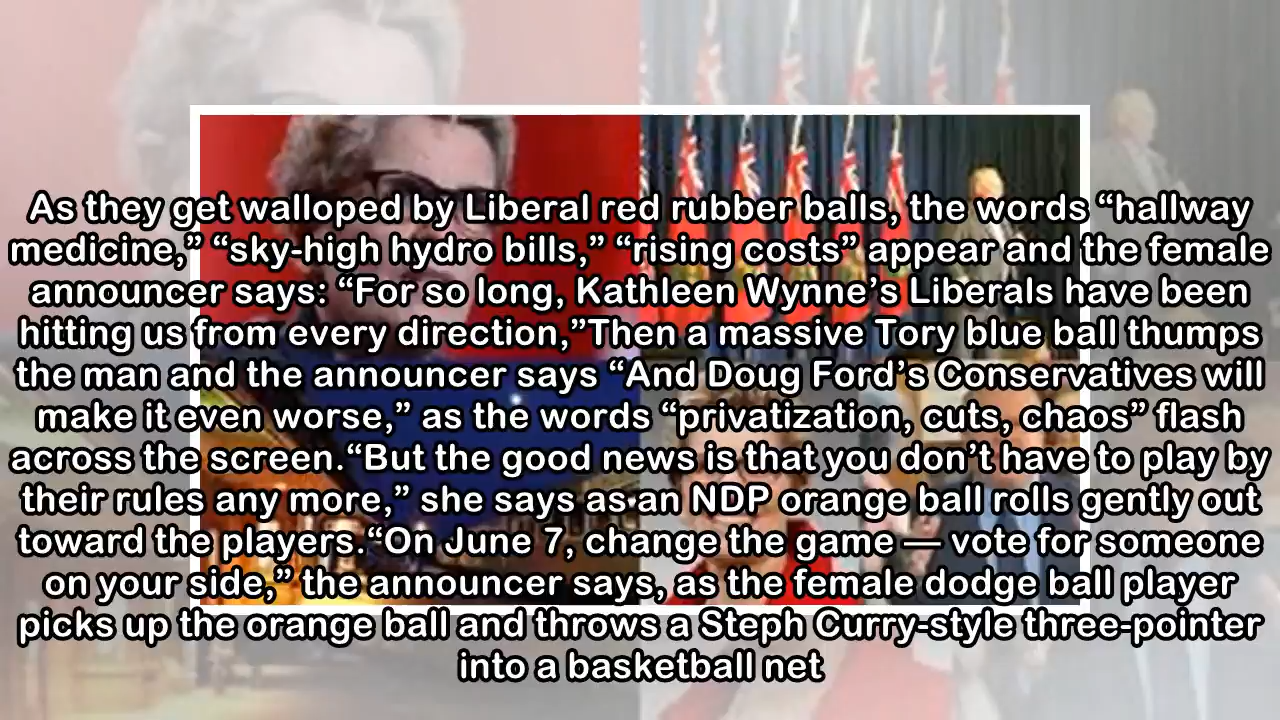 As they get walloped by Liberal red rubber balls, the words “hallway
medicine,” “sky-high hydro bills,” “rising costs” appear and the female
announcer says: “For so long, Kathleen Wynne’s Liberals have been
hitting us from every direction,”Then a massive Tory blue ball thumps
the man and the announcer says “And Doug Ford’s Conservatives will
make it even worse,” as the words “privatization, cuts, chaos” flash
across the screen.“But the good news is that you don’t have to play by
their rules any more,” she says as an NDP orange ball rolls gently out
toward the players.“On June 7, change the game — vote for someone
on your side,” the announcer says, as the female dodge ball player
picks up the orange ball and throws a Steph Curry-style three-pointer
into a basketball net